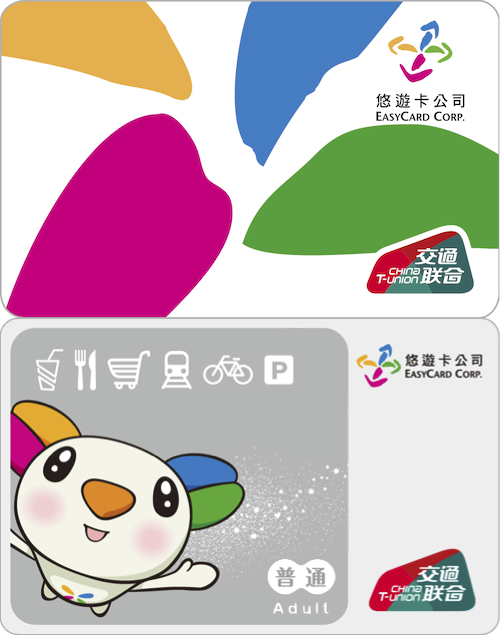 悠遊卡公司
EASYCARD CORP.
交通
CHINA
T-UNION
联合
P
悠遊卡公司
EASYCARD CORP.
普通
Adult
交通
CHINA
T-UNION
联合